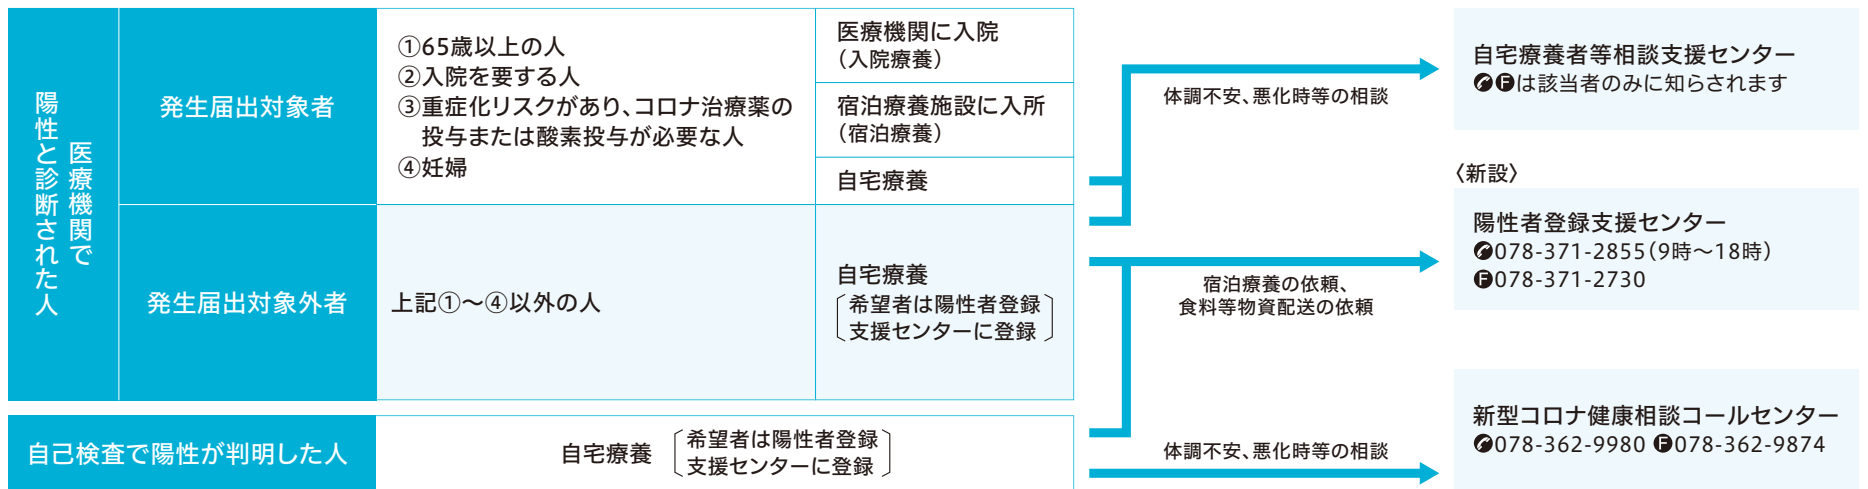 医療機関で
陽性と診断された人
発生届出対象者
①65歳以上の人
②入院を要する人
③重症化リスクがあり、コロナ治療薬の
投与または酸素投与が必要な人
④妊婦
医療機関に入院
（入院療養）
宿泊療養施設に入所
（宿泊療養）
自宅療養
発生届出対象外者
上記①～④以外の人
自宅療養
希望者は陽性者登録
支援センターに登録
自己検査で陽性が判明した人
自宅療養
希望者は陽性者登録
支援センターに登録
体調不安、悪化時等の相談
宿泊療養の依頼、
食料等物資配送の依頼
体調不安、悪化時等の相談
自宅療養者等相談支援センター
Fは該当者のみに知らされます
〈新設〉
陽性者登録支援センター
078-371-2855（9時～18時）
F078-371-2730
新型コロナ健康相談コールセンター
078-362-9980 F078-362-9874